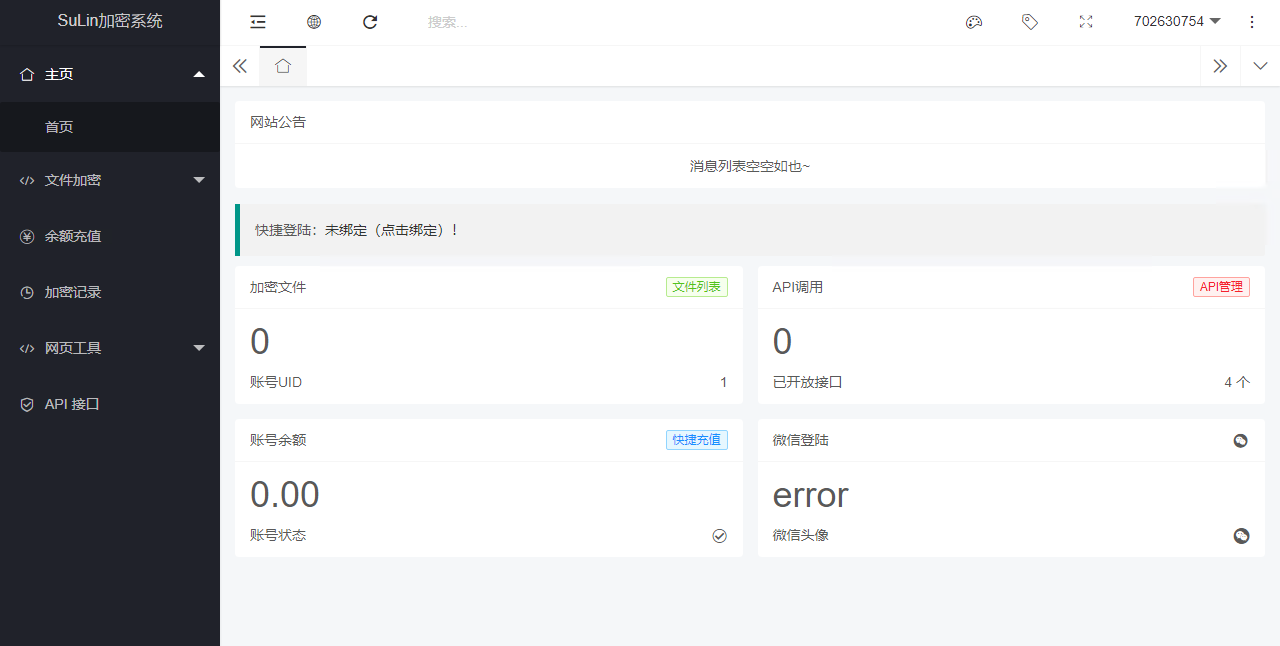 SuLin加密系统
搜索...
702630754
主页
首页
文件加密
余额充值
加密记录
网页工具
API 接口
网站公告
消息列表空空如也~
快捷登陆：未绑定（点击绑定）！
加密文件 文件列表
0
账号UID 1
API调用 API管理
0
已开放接口 4 个
账号余额 快捷充值
0.00
账号状态
微信登陆
error
微信头像